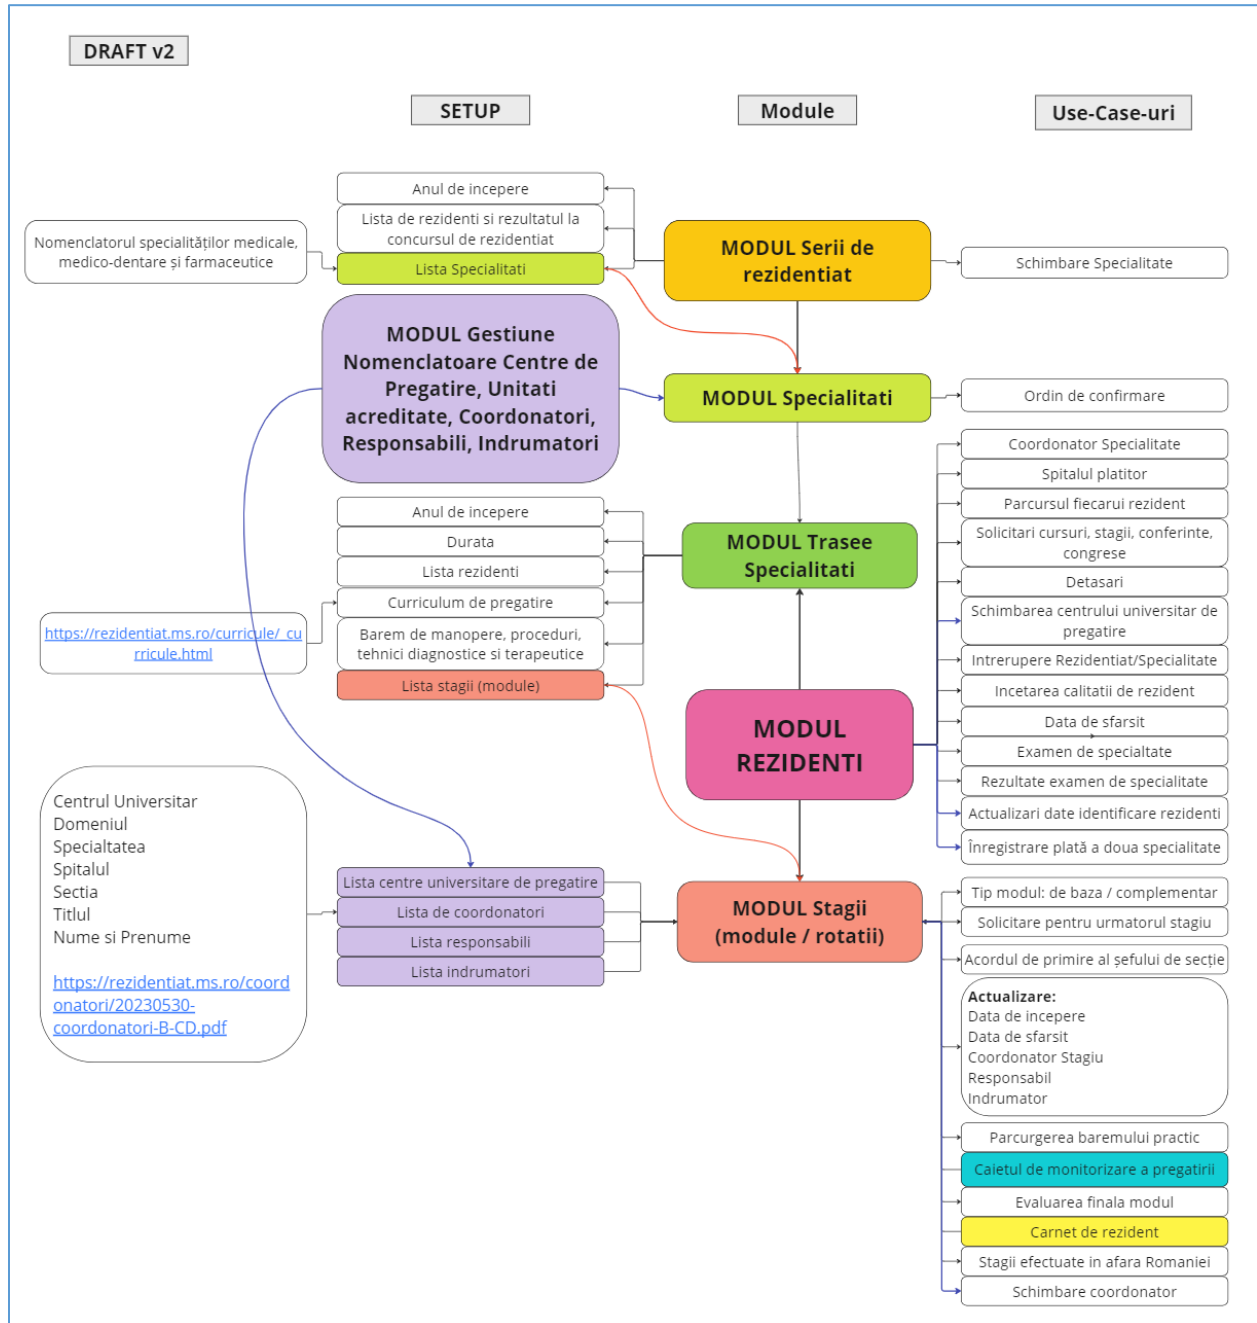 DRAFT v2
SETUP
Module
Use-Case-uri
Anul de incepere
Lista de rezidenti si rezultatul la
concursul de rezidentiat
Lista Specialitati
Nomenclatorul specialităților medicale,
medico-dentare și farmaceutice
MODUL Serii de
rezidentiat
Schimbare Specialitate
MODUL Gestiune
Nomenclatoare Centre de
Pregatire, Unitati
acreditate, Coordonatori,
Responsabili, Indrumatori
MODUL Specialitati
Ordin de confirmare
Anul de incepere
Durata
Lista rezidenti
Curriculum de pregatire
Barem de manopere, proceduri,
tehnici diagnostice si terapeutice
Lista stagii (module)
https://rezidentiat.ms.ro/curricule/_cu
rricule.html
MODUL Trasee
Specialitati
MODUL
REZIDENTI
Coordonator Specialitate
Spitalul platitor
Parcursul fiecarui rezident
Solicitari cursuri, stagii, conferinte,
congrese
Detasari
Schimbarea centrului universitar de
pregatire
Intrerupere Rezidentiat/Specialitate
Incetarea calitatii de rezident
Data de sfarsit
Examen de specialtate
Rezultate examen de specialitate
Actualizari date identificare rezidenti
Înregistrare plată a doua specialitate
Centrul Universitar
Domeniul
Specialtatea
Spitalul
Sectia
Titlul
Nume si Prenume
https://rezidentiat.ms.ro/coord
onatori/20230530-
coordonatori-B-CD.pdf
Lista centre universitare de pregatire
Lista de coordonatori
Lista responsabili
Lista indrumatori
MODUL Stagii
(module / rotatii)
Tip modul: de baza / complementar
Solicitare pentru urmatorul stagiu
Acordul de primire al șefului de secție
Actualizare:
Data de incepere
Data de sfarsit
Coordonator Stagiu
Responsabil
Indrumator
Parcurgerea baremului practic
Caietul de monitorizare a pregatirii
Evaluarea finala modul
Carnet de rezident
Stagii efectuate in afara Romaniei
Schimbare coordonator